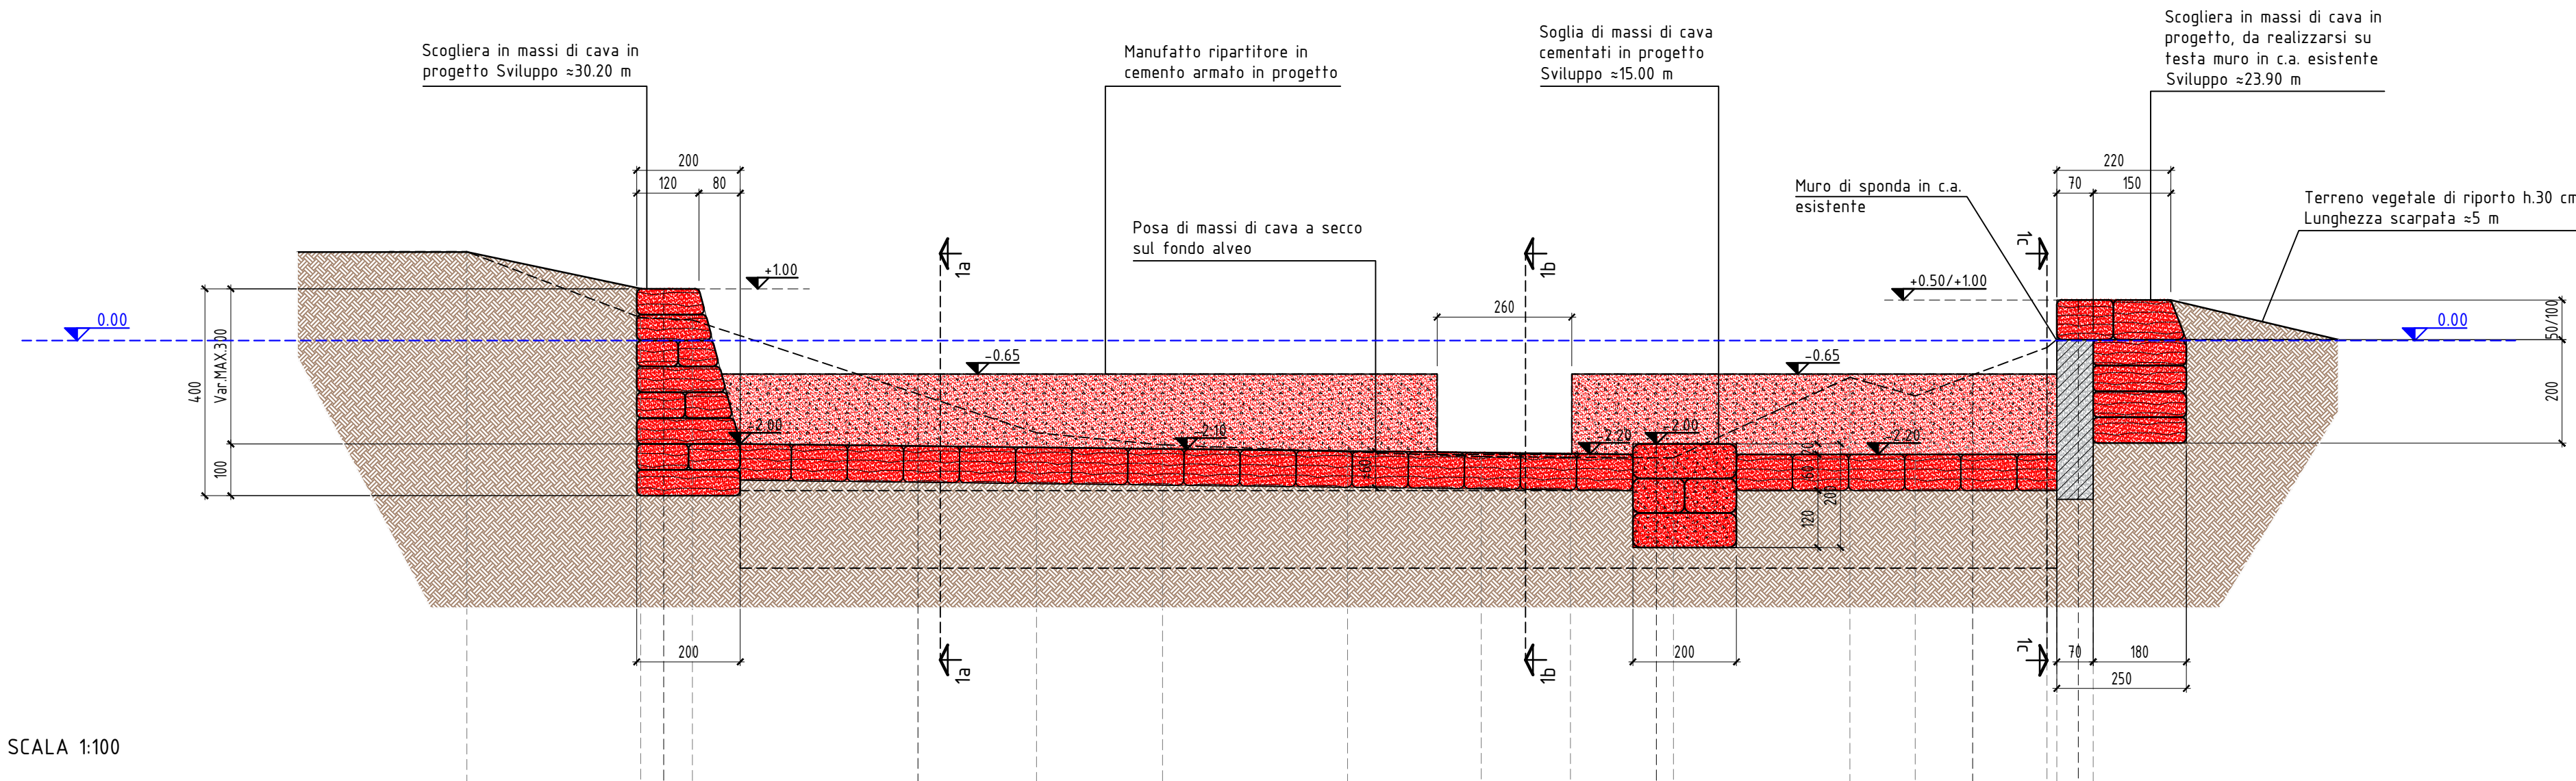 Scogliera in massi di cava in
progetto Sviluppo ≈30.20 m
Manufatto ripartitore in
cemento armato in progetto
Soglia di massi di cava
cementati in progetto
Sviluppo ≈15.00 m
Scogliera in massi di cava in
progetto, da realizzarsi su
testa muro in c.a. esistente
Sviluppo ≈23.90 m
Posa di massi di cava a secco
sul fondo alveo
Muro di sponda in c.a.
esistente
Terreno vegetale di riporto h.30 cm
Lunghezza scarpata ≈5 m
200
120
80
220
70
150
1a
1b
1c
+1.00
+0.50/+1.00
260
0.00
0.00
400
Var.MAX.300
100
-0.65
-0.65
50/100
200
-2.00
-2.10
-2.20
-2.00
-2.20
20
120
200
200
200
70
180
250
1a
1b
1c
SCALA 1:100